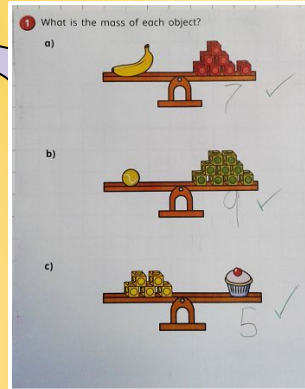 1 What is the mass of each object?
a)
7 ✓
b)
9 ✓
c)
5 ✓